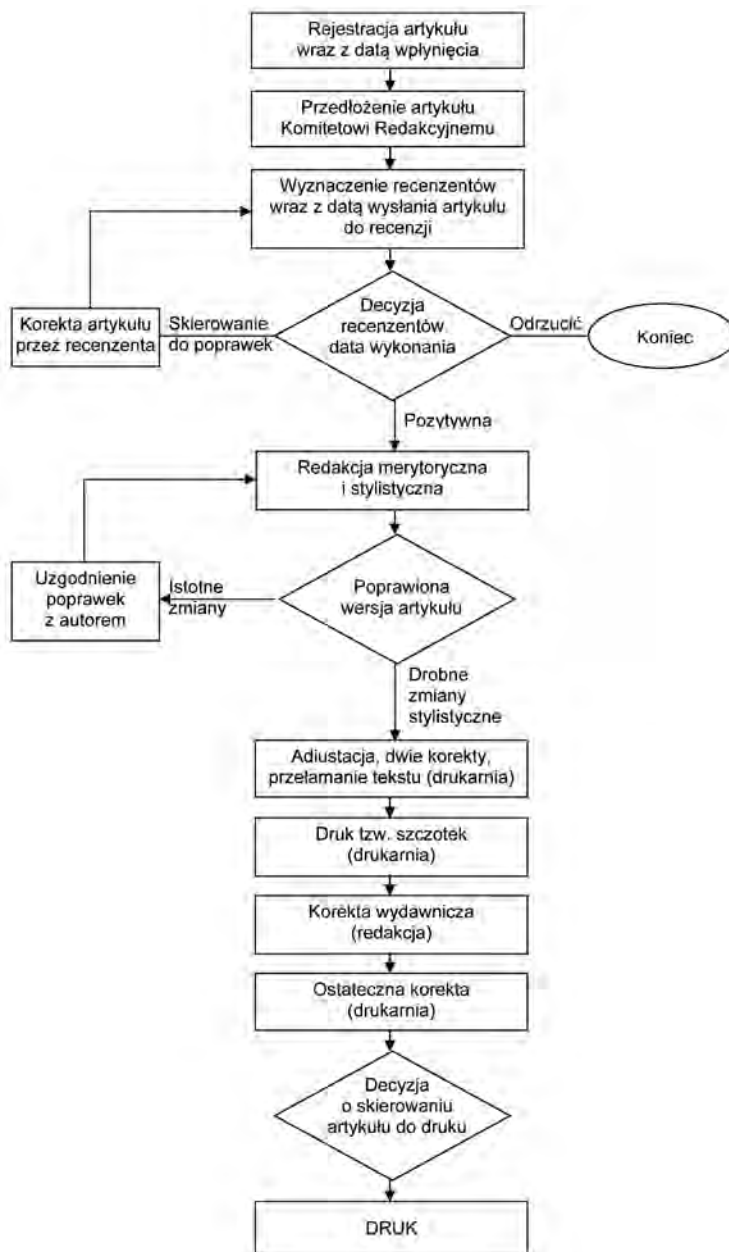 Rejestracja artykułu
wraz z datą wpłynięcia
Przedłożenie artykułu
Komitetowi Redakcyjnemu
Wyznaczenie recenzentów
wraz z datą wysłania artykulu
do recenzji
Decyzja
recenzentów
data wykonania
Skierowanie
do poprawek
Korekta artykułu
przez recenzenta
Odrzucić
Koniec
Pozytywna
Redakcja merytoryczna
i stylistyczna
Poprawiona
wersja artykułu
Istotne
zmiany
Uzgodnienie
poprawek
z autorem
Drobne
zmiany
stylistyczne
Adiustacja, dwie korekty,
przełamanie tekstu (drukarnia)
Druk tzw. szczotek
(drukarnia)
Korekta wydawnicza
(redakcja)
Ostateczna korekta
(drukarnia)
Decyzja
o skierowaniu
artykułu do druku
DRUK